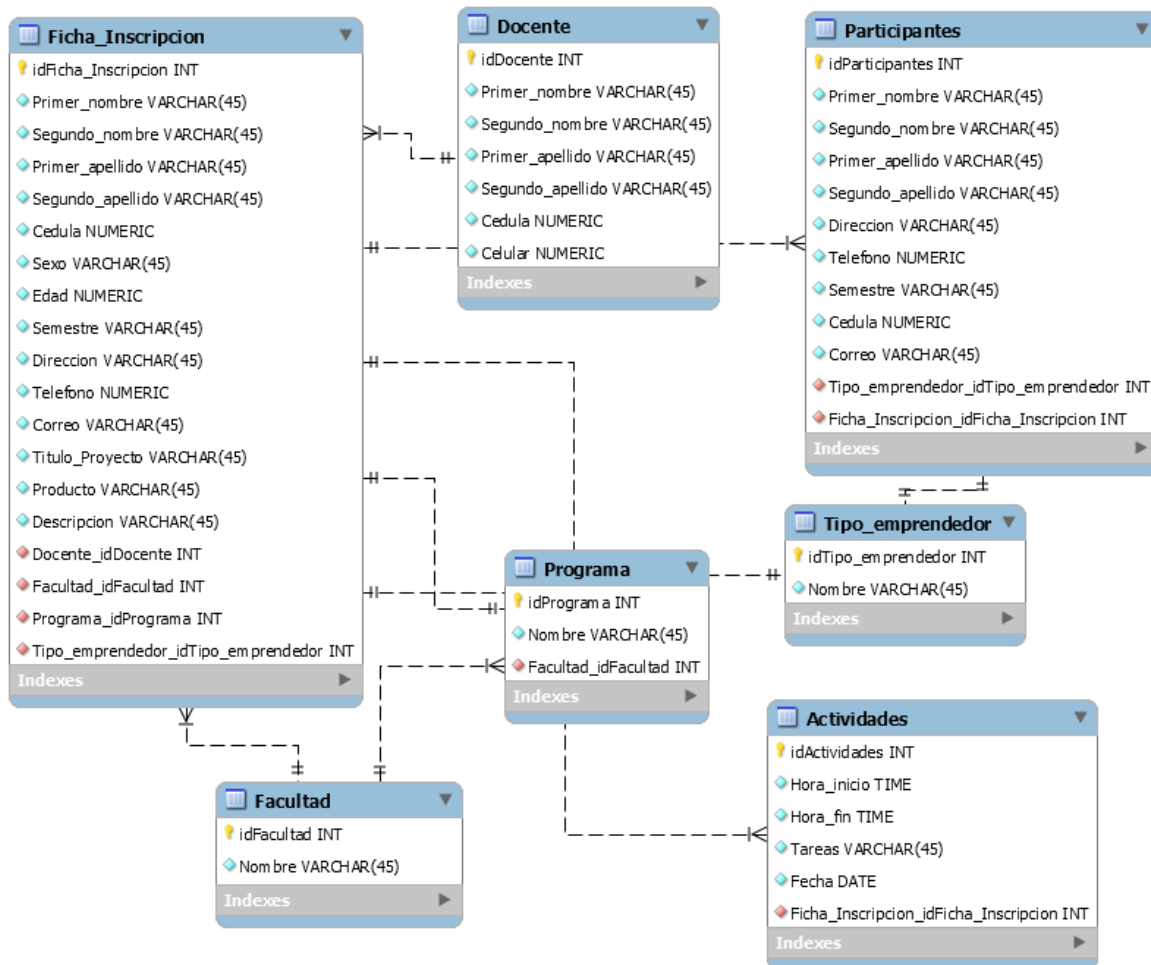 Ficha_Inscripcion
idFicha_Inscripcion INT
Primer_nombre VARCHAR(45)
Segundo_nombre VARCHAR(45)
Primer_apellido VARCHAR(45)
Segundo_apellido VARCHAR(45)
Cedula NUMERIC
Sexo VARCHAR(45)
Edad NUMERIC
Semestre VARCHAR(45)
Direccion VARCHAR(45)
Telefono NUMERIC
Correo VARCHAR(45)
Titulo_Proyecto VARCHAR(45)
Producto VARCHAR(45)
Descripcion VARCHAR(45)
Docente_idDocente INT
Facultad_idFacultad INT
Programa_idPrograma INT
Tipo_emprendedor_idTipo_emprendedor INT
Indexes
Docente
idDocente INT
Primer_nombre VARCHAR(45)
Segundo_nombre VARCHAR(45)
Primer_apellido VARCHAR(45)
Segundo_apellido VARCHAR(45)
Cedula NUMERIC
Celular NUMERIC
Indexes
Participantes
idParticipantes INT
Primer_nombre VARCHAR(45)
Segundo_nombre VARCHAR(45)
Primer_apellido VARCHAR(45)
Segundo_apellido VARCHAR(45)
Direccion VARCHAR(45)
Telefono NUMERIC
Semestre VARCHAR(45)
Cedula NUMERIC
Correo VARCHAR(45)
Tipo_emprendedor_idTipo_emprendedor INT
Ficha_Inscripcion_idFicha_Inscripcion INT
Indexes
Tipo_emprendedor
idTipo_emprendedor INT
Nombre VARCHAR(45)
Indexes
Programa
idPrograma INT
Nombre VARCHAR(45)
Facultad_idFacultad INT
Indexes
Facultad
idFacultad INT
Nombre VARCHAR(45)
Indexes
Actividades
idActividades INT
Hora_inicio TIME
Hora_fin TIME
Tareas VARCHAR(45)
Fecha DATE
Ficha_Inscripcion_idFicha_Inscripcion INT
Indexes